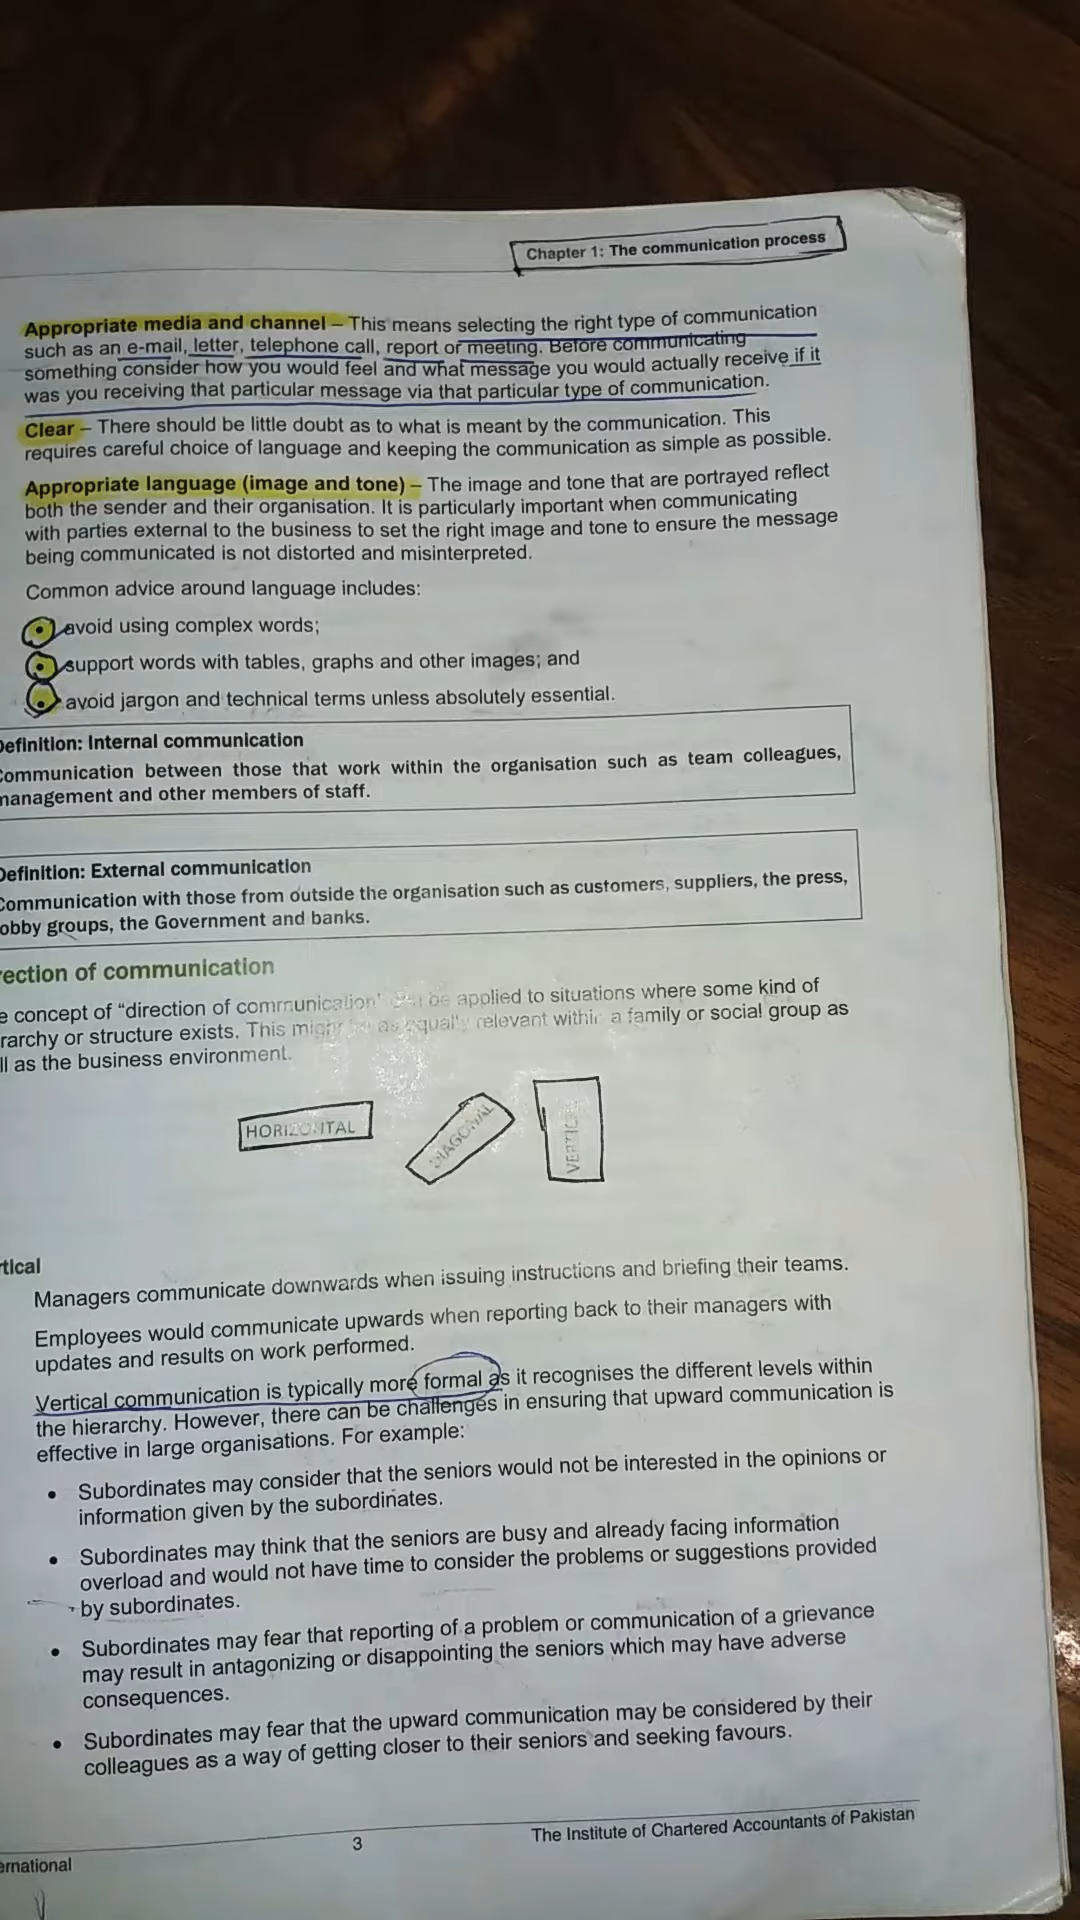 Chapter 1: The communication process
Appropriate media and channel – This means selecting the right type of communication
such as an e-mail, letter, telephone call, report or meeting. Before communicating
something consider how you would feel and what message you would actually receive if it
was you receiving that particular message via that particular type of communication.
Clear – There should be little doubt as to what is meant by the communication. This
requires careful choice of language and keeping the communication as simple as possible.
Appropriate language (image and tone) – The image and tone that are portrayed reflect
both the sender and their organisation. It is particularly important when communicating
with parties external to the business to set the right image and tone to ensure the message
being communicated is not distorted and misinterpreted.
Common advice around language includes:
avoid using complex words;
support words with tables, graphs and other images; and
avoid jargon and technical terms unless absolutely essential.
Definition: Internal communication
Communication between those that work within the organisation such as team colleagues,
management and other members of staff.
Definition: External communication
Communication with those from outside the organisation such as customers, suppliers, the press,
obby groups, the Government and banks.
rection of communication
e concept of “direction of communication” be applied to situations where some kind of
rarchy or structure exists. This might as equally relevant within a family or social group as
ll as the business environment.
HORIZONTAL
DIAGONAL
VERTIC
rtical
Managers communicate downwards when issuing instructions and briefing their teams.
Employees would communicate upwards when reporting back to their managers with
updates and results on work performed.
Vertical communication is typically more formal as it recognises the different levels within
the hierarchy. However, there can be challenges in ensuring that upward communication is
effective in large organisations. For example:
• Subordinates may consider that the seniors would not be interested in the opinions or
information given by the subordinates.
• Subordinates may think that the seniors are busy and already facing information
overload and would not have time to consider the problems or suggestions provided
by subordinates.
• Subordinates may fear that reporting of a problem or communication of a grievance
may result in antagonizing or disappointing the seniors which may have adverse
consequences.
• Subordinates may fear that the upward communication may be considered by their
colleagues as a way of getting closer to their seniors and seeking favours.
3
The Institute of Chartered Accountants of Pakistan
ernational